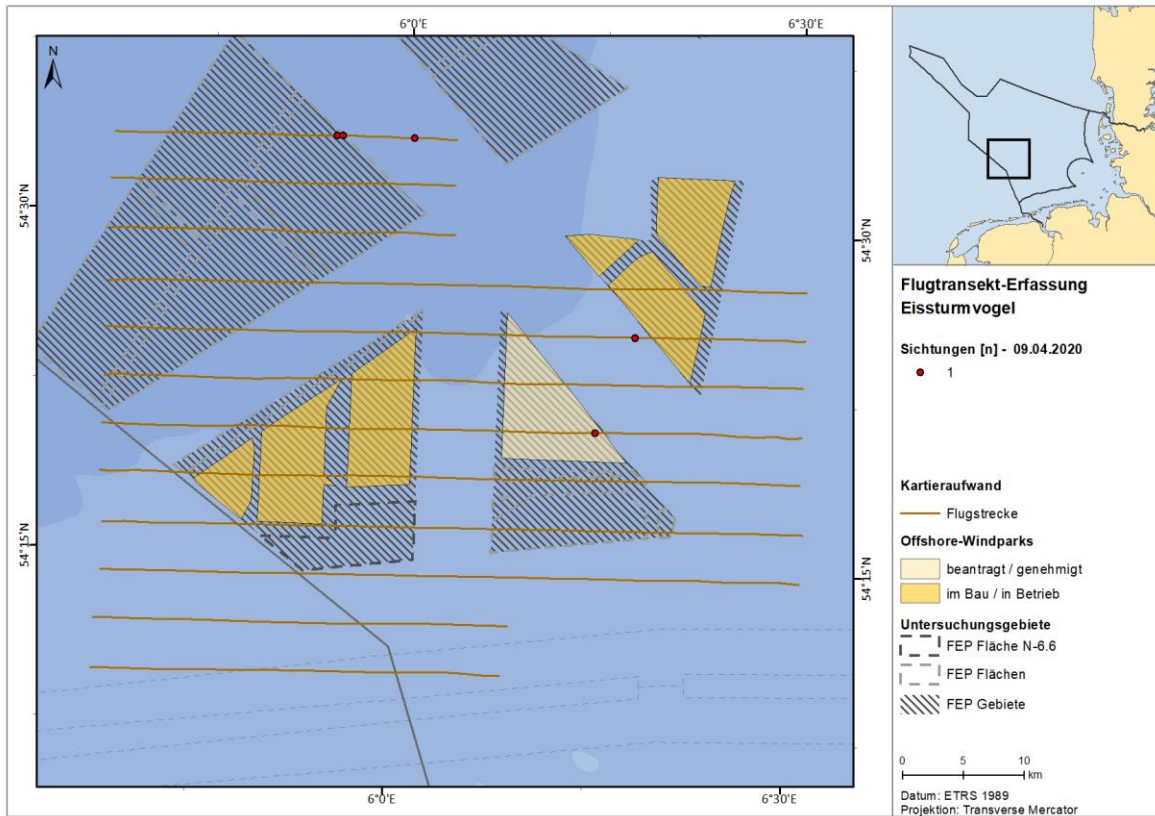 6°0'E
6°30'E
N
54°30'N
54°30'N
54°15'N
54°15'N
6°0'E
6°30'E
Flugtransekt-Erfassung
Eissturmvogel
Sichtungen [n] - 09.04.2020
1
Kartieraufwand
Flugstrecke
Offshore-Windparks
beantragt / genehmigt
im Bau / in Betrieb
Untersuchungsgebiete
FEP Fläche N-6.6
FEP Flächen
FEP Gebiete
0 5 10
km
Datum: ETRS 1989
Projektion: Transverse Mercator